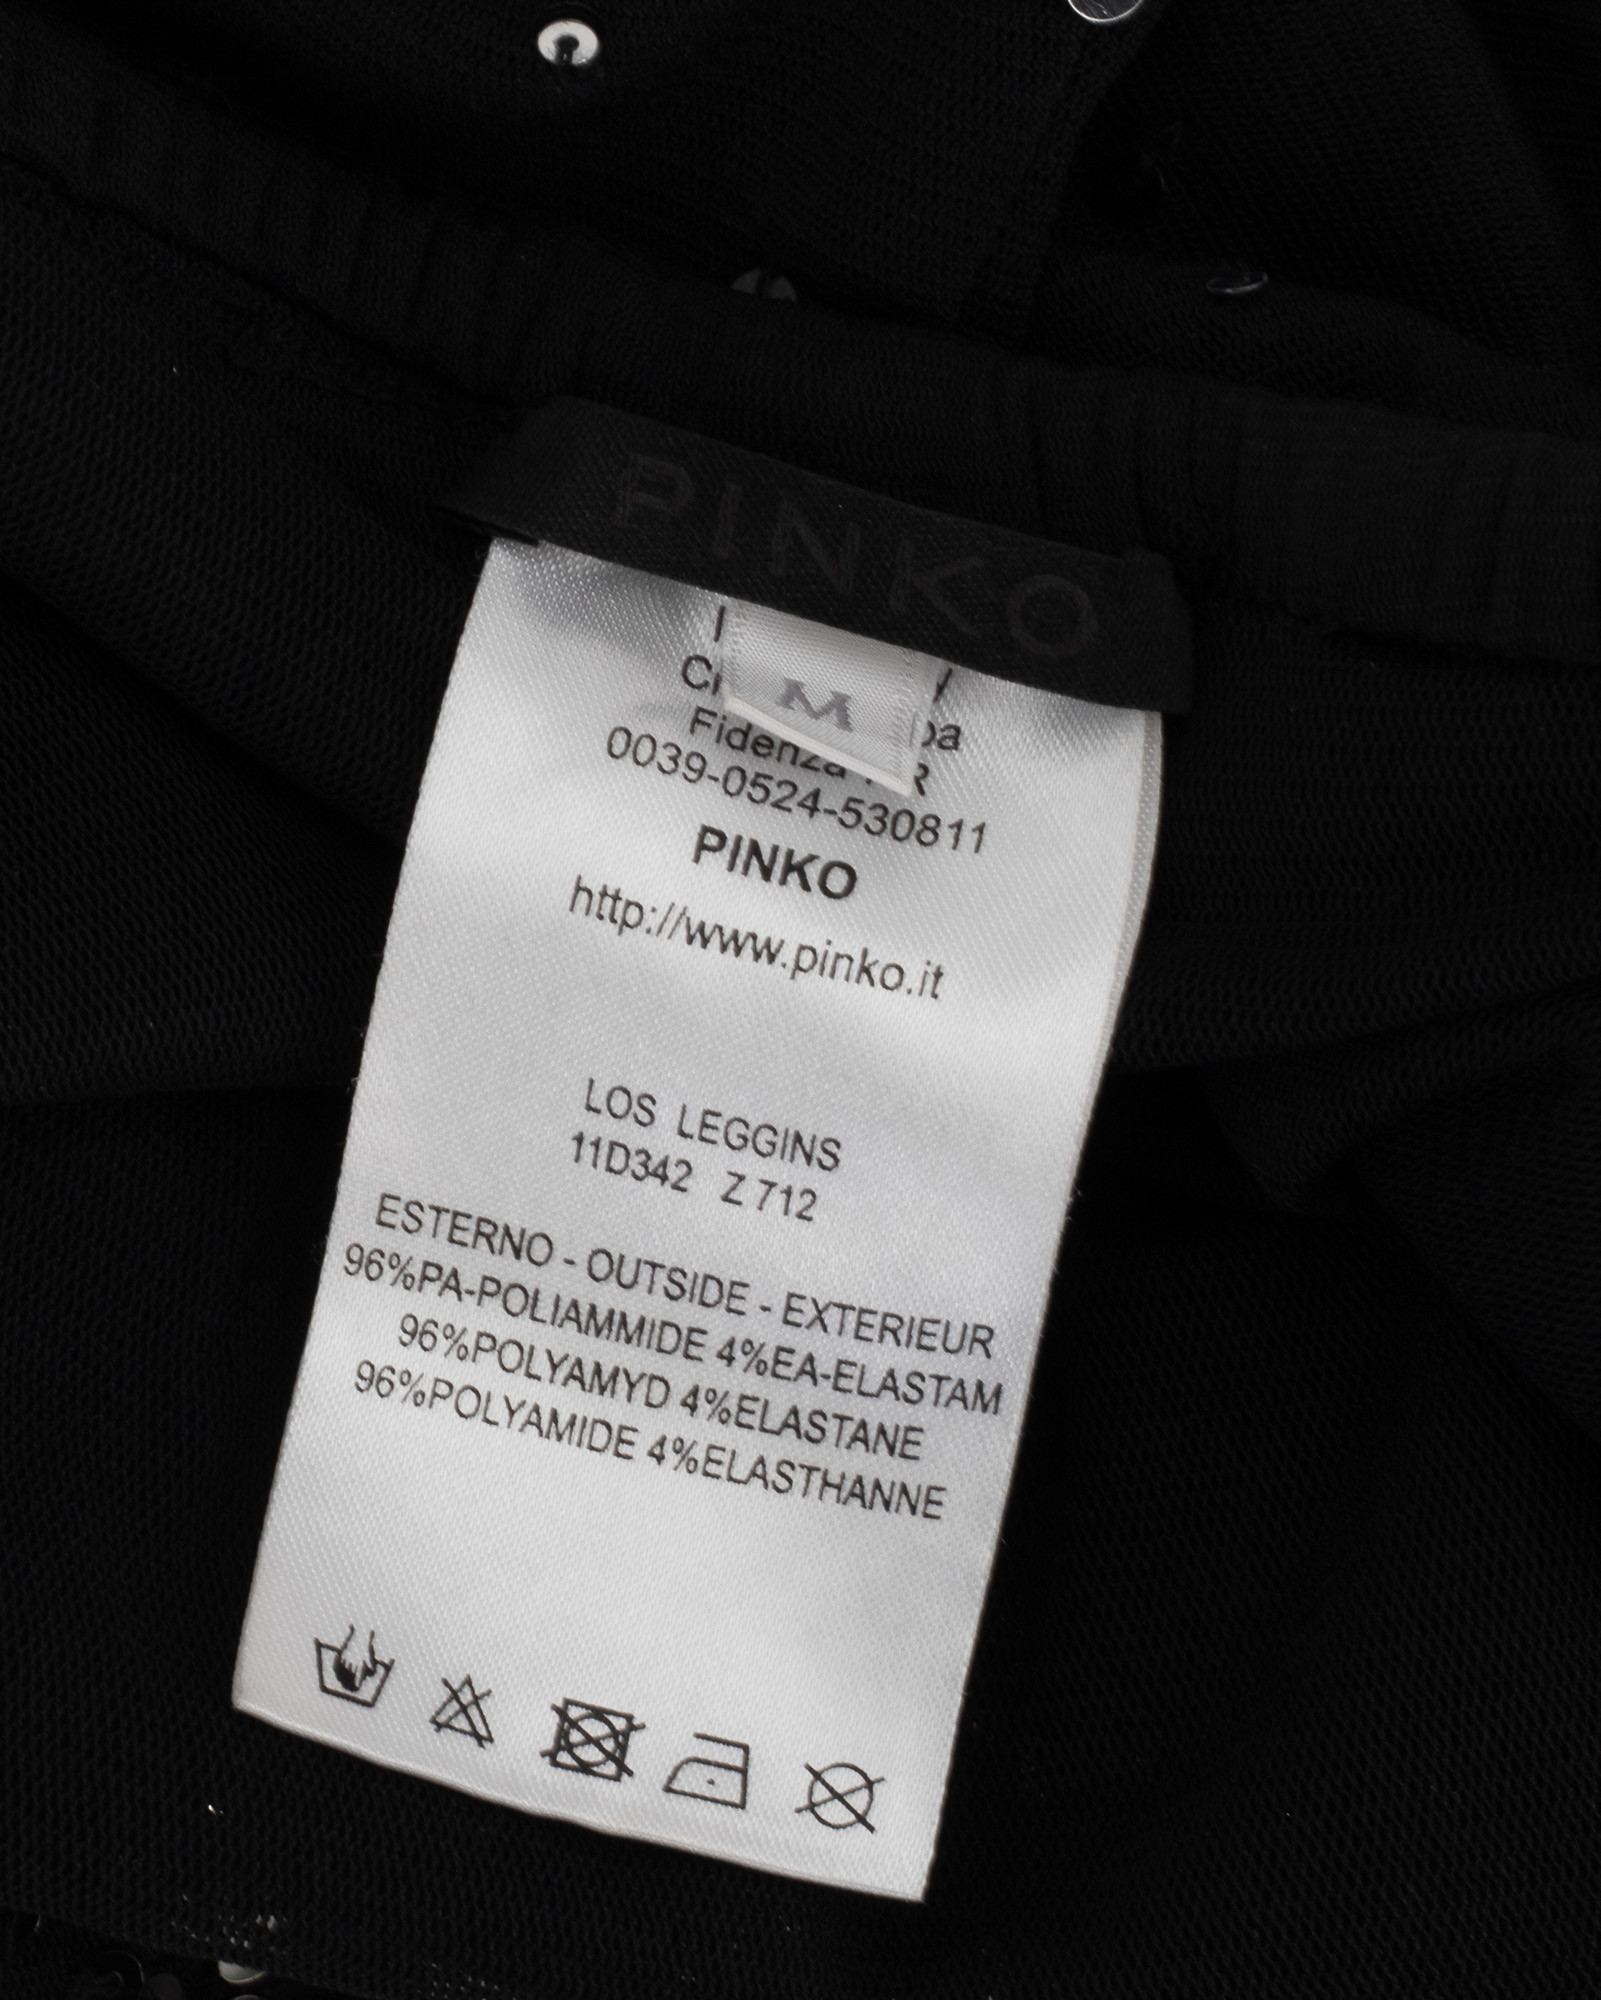 PINKO
M
Fidenza
0039-0524-530811
PINKO
http://www.pinko.it
LOS LEGGINS
11D342 Z 712
ESTERNO - OUTSIDE - EXTERIEUR
96%PA-POLIAMMIDE 4%EA-ELASTAM
96%POLYAMYD 4%ELASTANE
96%POLYAMIDE 4%ELASTHANNE